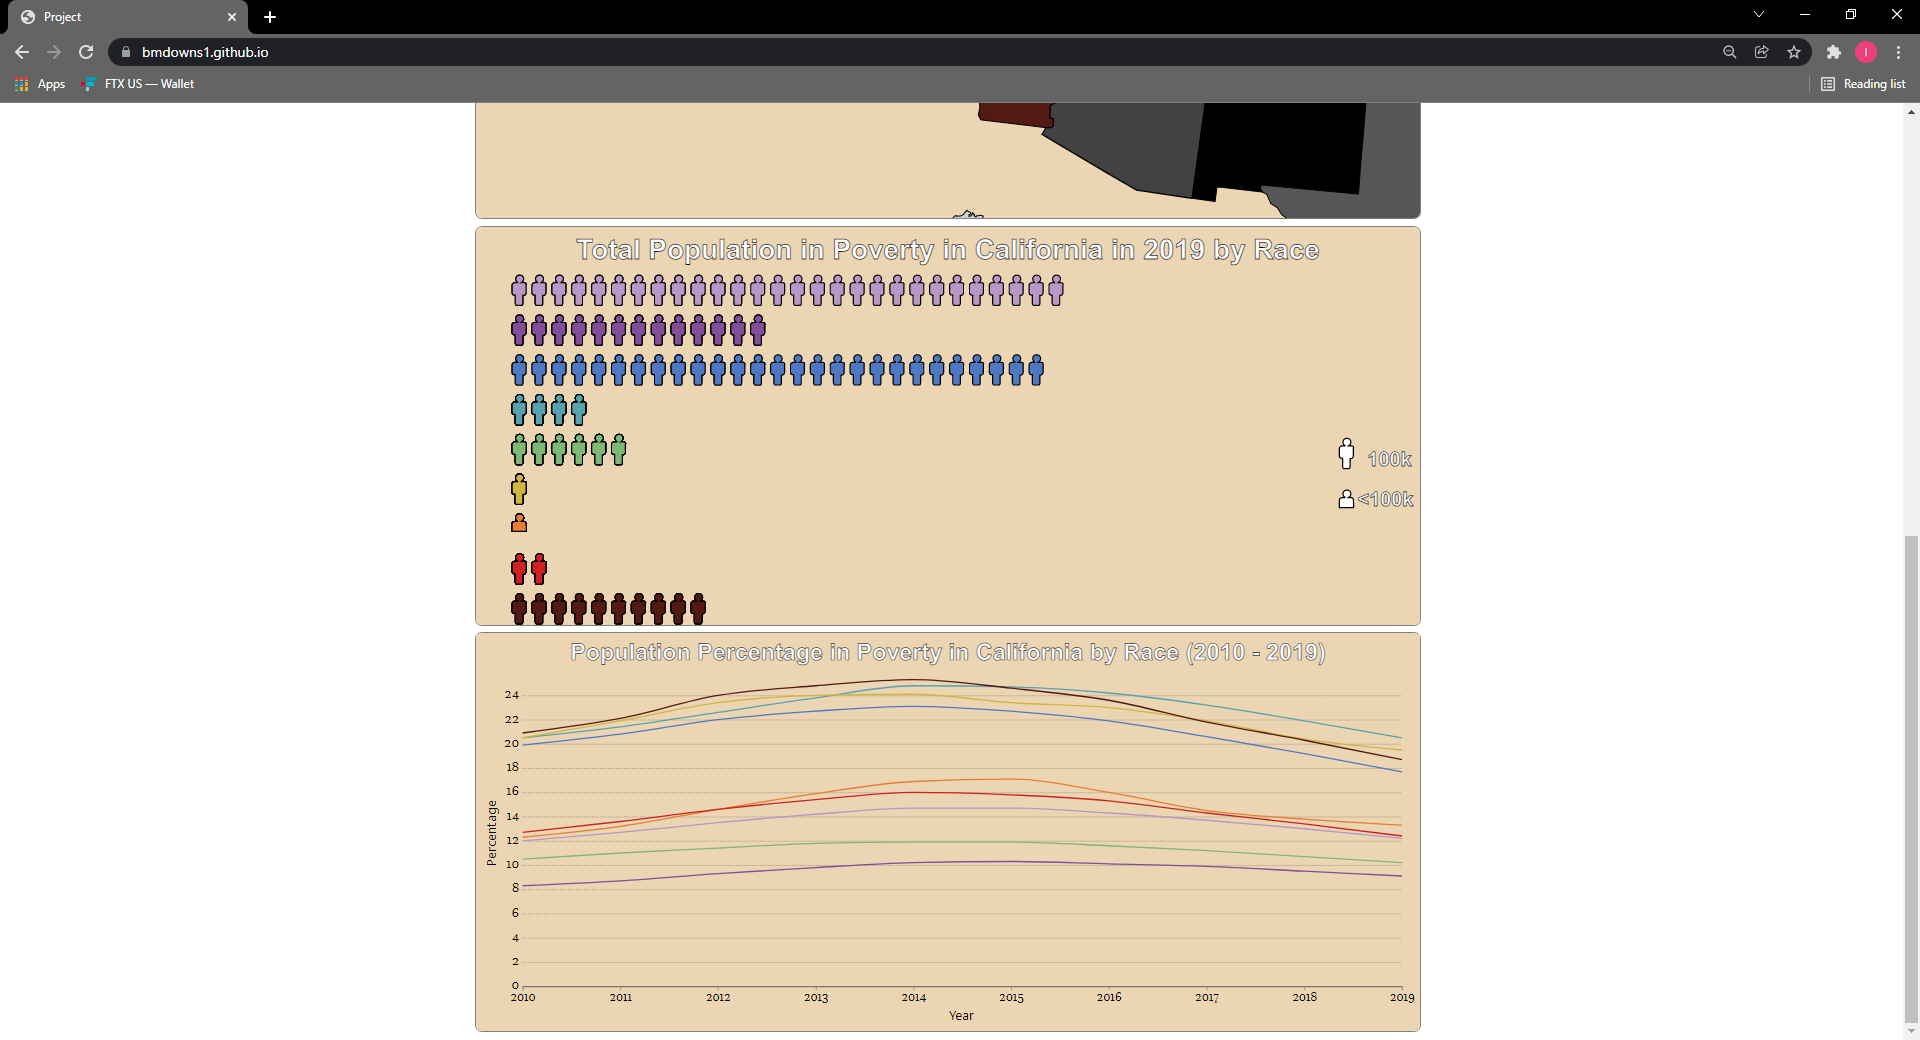 Project
bmdowns1.github.io
I
Apps
FTX US — Wallet
Reading list
Total Population in Poverty in California in 2019 by Race
100k
<100k
Population Percentage in Poverty in California by Race (2010 - 2019)
24
22
20
18
16
14
12
10
8
6
4
2
0
Percentage
2010 2011 2012 2013 2014 2015 2016 2017 2018 2019
Year